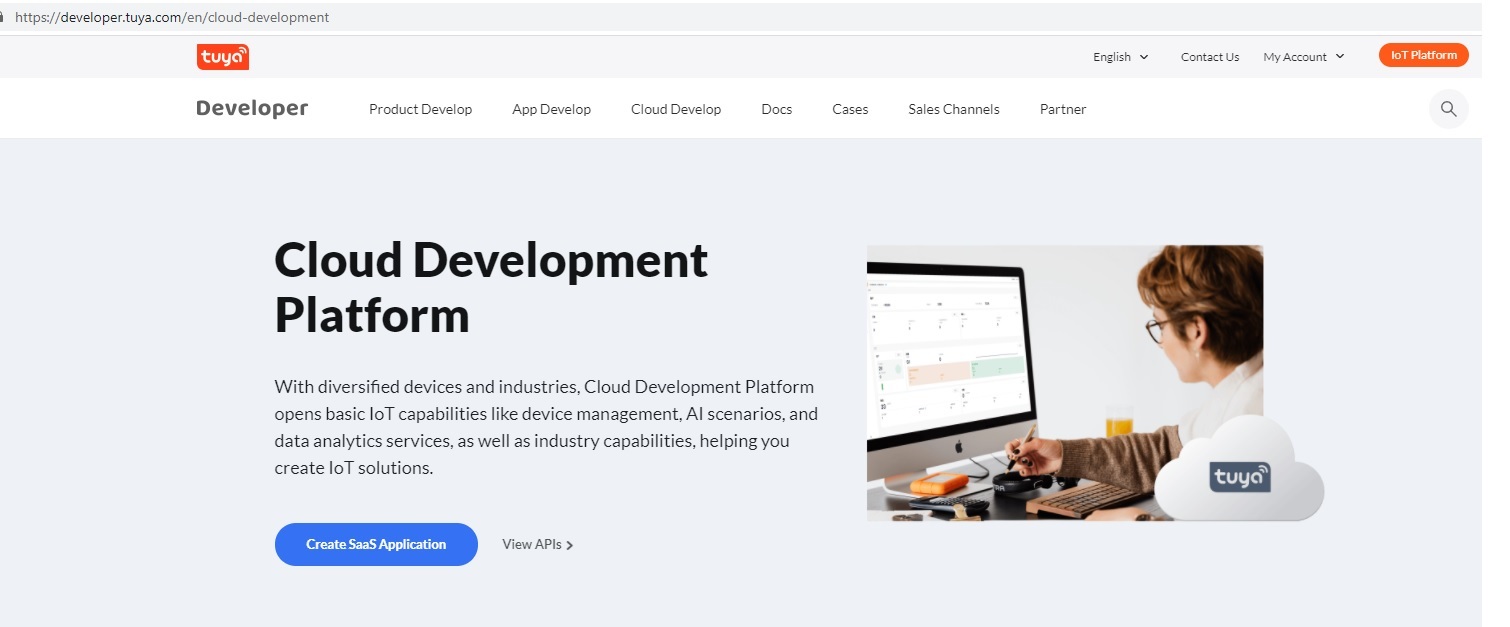 https://developer.tuya.com/en/cloud-development
tuya
English
Contact Us
My Account
IoT Platform
Developer
Product Develop
App Develop
Cloud Develop
Docs
Cases
Sales Channels
Partner
Cloud Development
Platform
With diversified devices and industries, Cloud Development Platform
opens basic IoT capabilities like device management, AI scenarios, and
data analytics services, as well as industry capabilities, helping you
create IoT solutions.
Create SaaS Application
View APIs
tuya